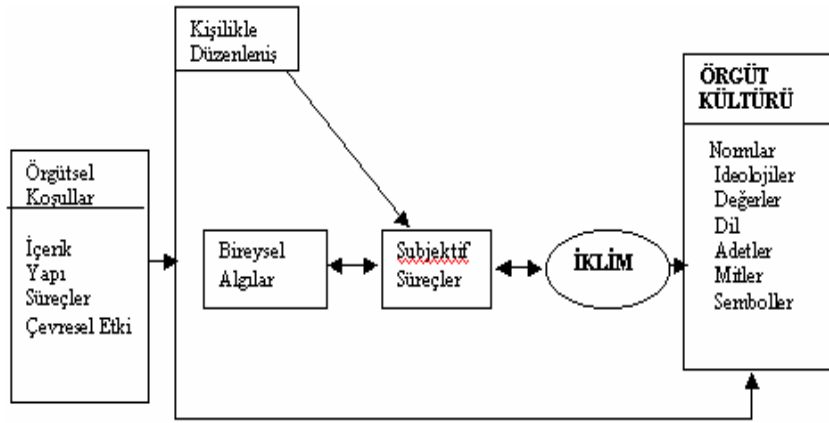 Kişilikle
Düzenleniş
ÖRGÜT
KÜLTÜRÜ
Normlar
İdeolojiler
Değerler
Dil
Adetler
Mitler
Semboller
Örgütsel
Koşullar
İçerik
Yapı
Süreçler
Çevresel Etki
Bireysel
Algılar
Subjektif
Süreçler
İKLİM